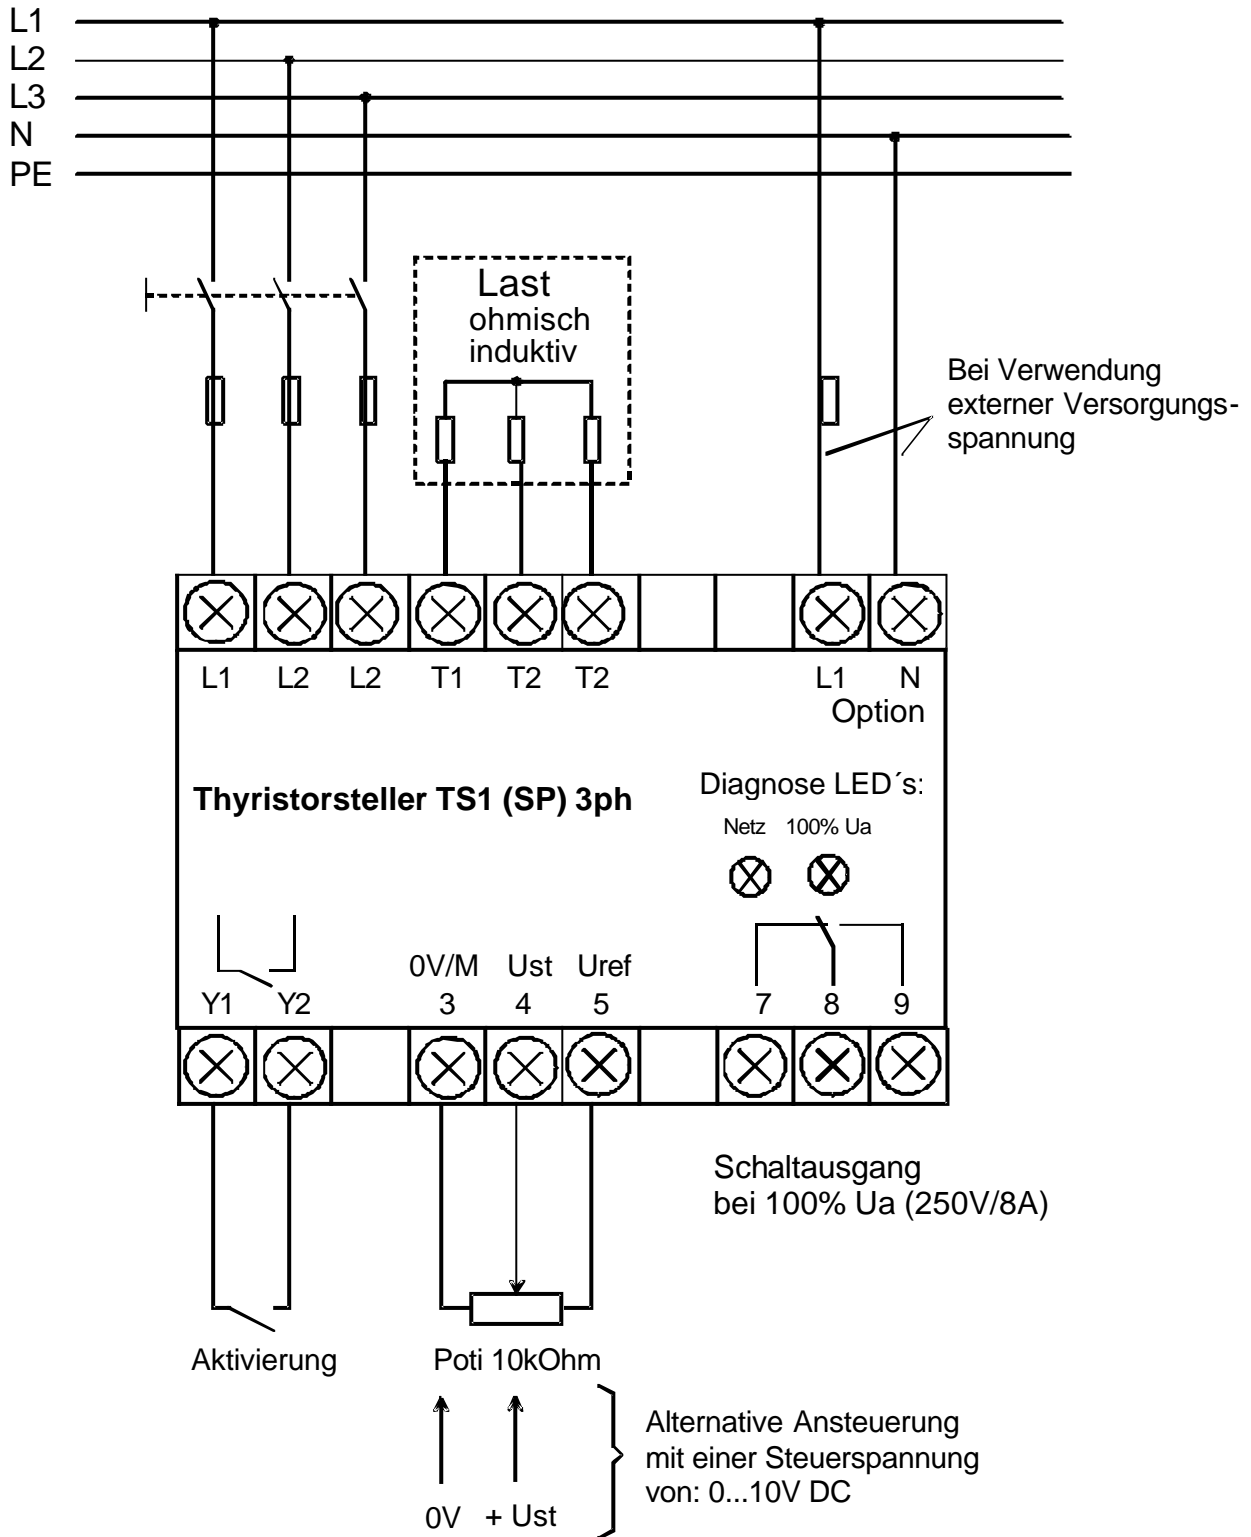 L1
L2
L3
N
PE
Last
ohmisch
induktiv
Bei Verwendung
externer Versorgungs-
spannung
L1 L2 L2 T1 T2 T2 L1 N
Option
Thyristorsteller TS1 (SP) 3ph
Diagnose LED´s:
Netz 100% Ua
0V/M Ust Uref
Y1 Y2 3 4 5 7 8 9
Schaltausgang
bei 100% Ua (250V/8A)
Aktivierung
Poti 10kOhm
Alternative Ansteuerung
mit einer Steuerspannung
von: 0...10V DC
0V + Ust